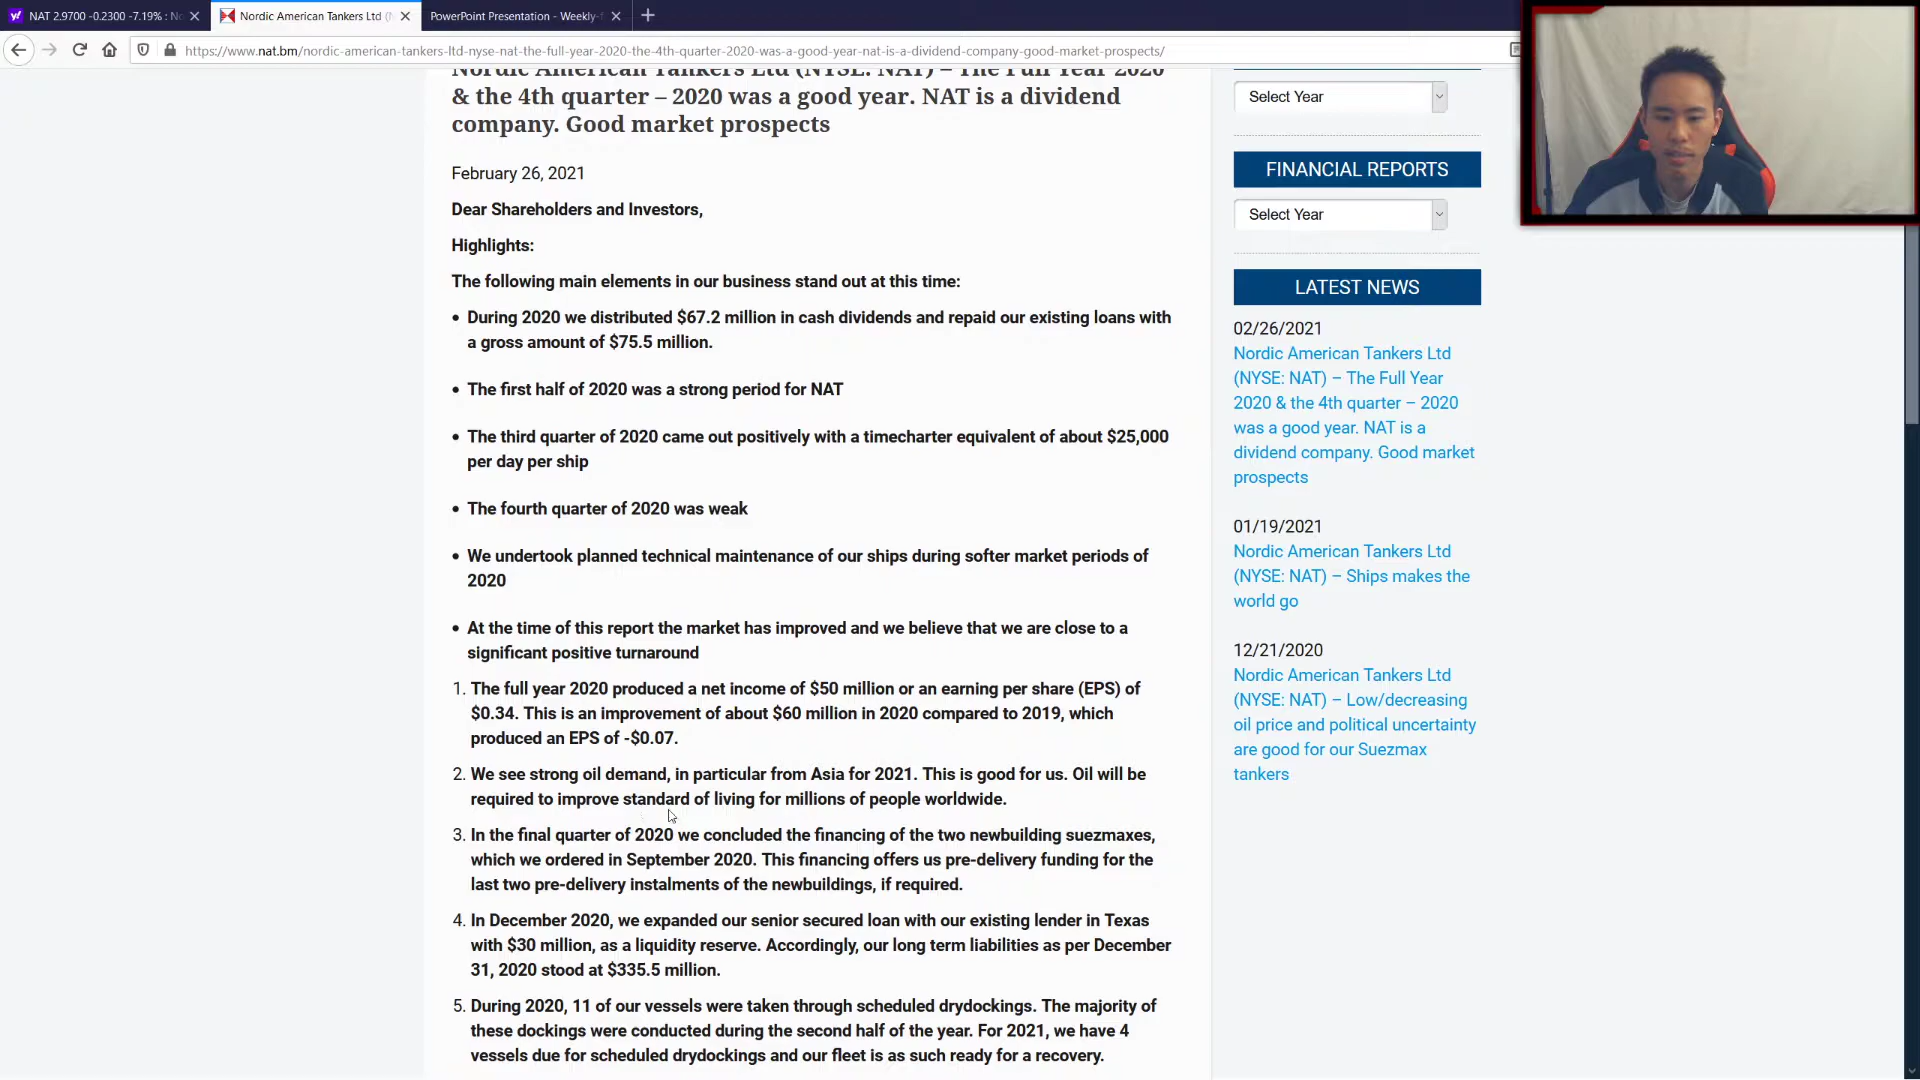 NAT 2.9700 -0.2300 -7.19% : No
Nordic American Tankers Ltd (N
PowerPoint Presentation - Weekly-
https://www.nat.bm/nordic-american-tankers-ltd-nyse-nat-the-full-year-2020-the-4th-quarter-2020-was-a-good-year-nat-is-a-dividend-company-good-market-prospects/
Nordic American Tankers Ltd (NYSE: NAT) – The Full Year 2020
& the 4th quarter – 2020 was a good year. NAT is a dividend
company. Good market prospects
February 26, 2021
Dear Shareholders and Investors,
Highlights:
The following main elements in our business stand out at this time:
• During 2020 we distributed $67.2 million in cash dividends and repaid our existing loans with
a gross amount of $75.5 million.
• The first half of 2020 was a strong period for NAT
• The third quarter of 2020 came out positively with a timecharter equivalent of about $25,000
per day per ship
• The fourth quarter of 2020 was weak
• We undertook planned technical maintenance of our ships during softer market periods of
2020
• At the time of this report the market has improved and we believe that we are close to a
significant positive turnaround
1. The full year 2020 produced a net income of $50 million or an earning per share (EPS) of
$0.34. This is an improvement of about $60 million in 2020 compared to 2019, which
produced an EPS of -$0.07.
2. We see strong oil demand, in particular from Asia for 2021. This is good for us. Oil will be
required to improve standard of living for millions of people worldwide.
3. In the final quarter of 2020 we concluded the financing of the two newbuilding suezmaxes,
which we ordered in September 2020. This financing offers us pre-delivery funding for the
last two pre-delivery instalments of the newbuildings, if required.
4. In December 2020, we expanded our senior secured loan with our existing lender in Texas
with $30 million, as a liquidity reserve. Accordingly, our long term liabilities as per December
31, 2020 stood at $335.5 million.
5. During 2020, 11 of our vessels were taken through scheduled drydockings. The majority of
these dockings were conducted during the second half of the year. For 2021, we have 4
vessels due for scheduled drydockings and our fleet is as such ready for a recovery.
Select Year
FINANCIAL REPORTS
Select Year
LATEST NEWS
02/26/2021
Nordic American Tankers Ltd
(NYSE: NAT) – The Full Year
2020 & the 4th quarter – 2020
was a good year. NAT is a
dividend company. Good market
prospects
01/19/2021
Nordic American Tankers Ltd
(NYSE: NAT) – Ships makes the
world go
12/21/2020
Nordic American Tankers Ltd
(NYSE: NAT) – Low/decreasing
oil price and political uncertainty
are good for our Suezmax
tankers